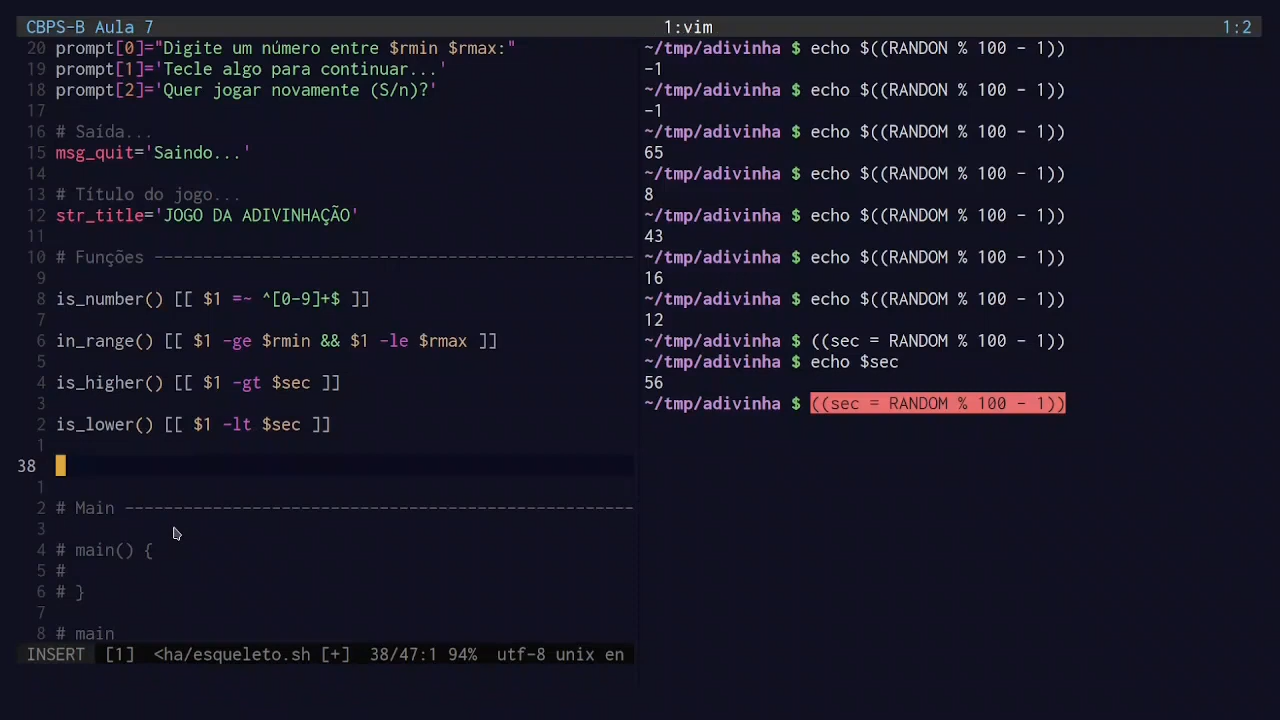 CBPS-B Aula 7 1:vim 1:2
20 prompt[0]="Digite um número entre $rmin $rmax:"
19 prompt[1]='Tecle algo para continuar...'
18 prompt[2]='Quer jogar novamente (S/n)?'
17
16 # Saída...
15 msg_quit='Saindo...'
14
13 # Título do jogo...
12 str_title='JOGO DA ADIVINHAÇÃO'
11
10 # Funções -------------------------------------------------
9
8 is_number() [[ $1 =~ ^[0-9]+$ ]]
7
6 in_range() [[ $1 -ge $rmin && $1 -le $rmax ]]
5
4 is_higher() [[ $1 -gt $sec ]]
3
2 is_lower() [[ $1 -lt $sec ]]
1
38
1
2 # Main ----------------------------------------------------
3
4 # main() {
5 #
6 # }
7
8 # main
INSERT [1] <ha/esqueleto.sh [+] 38/47:1 94% utf-8 unix en
~/tmp/adivinha $ echo $((RANDON % 100 - 1))
-1
~/tmp/adivinha $ echo $((RANDON % 100 - 1))
-1
~/tmp/adivinha $ echo $((RANDOM % 100 - 1))
65
~/tmp/adivinha $ echo $((RANDOM % 100 - 1))
8
~/tmp/adivinha $ echo $((RANDOM % 100 - 1))
43
~/tmp/adivinha $ echo $((RANDOM % 100 - 1))
16
~/tmp/adivinha $ echo $((RANDOM % 100 - 1))
12
~/tmp/adivinha $ ((sec = RANDOM % 100 - 1))
~/tmp/adivinha $ echo $sec
56
~/tmp/adivinha $ ((sec = RANDOM % 100 - 1))